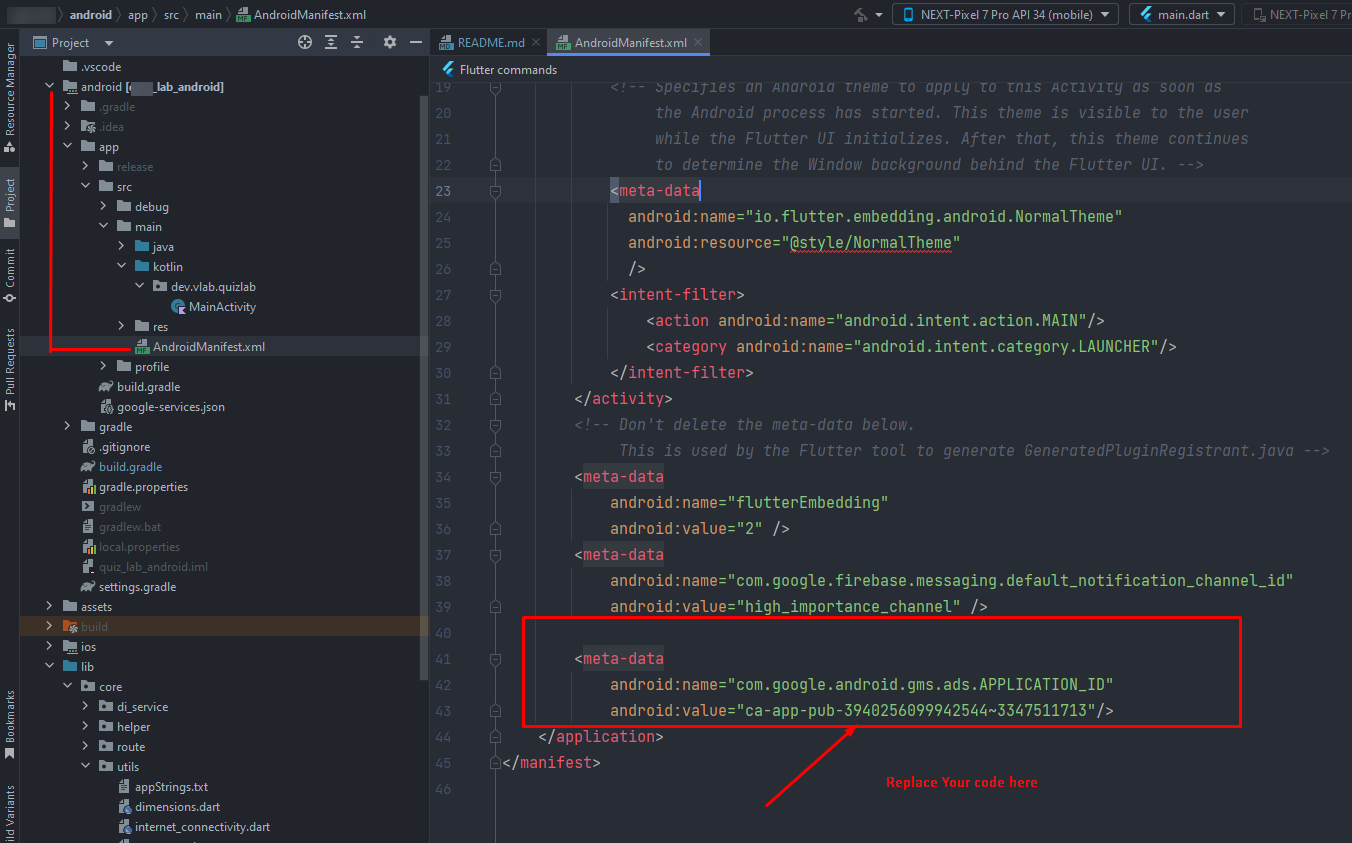 android
app
src
main
AndroidManifest.xml
NEXT-Pixel 7 Pro API 34 (mobile)
main.dart
NEXT-Pixel 7 Pr
Resource Manager
Project
Commit
Pull Requests
Bookmarks
ild Variants
Project
.vscode
android [ _lab_android]
.gradle
.idea
app
release
src
debug
main
java
kotlin
dev.vlab.quizlab
MainActivity
res
AndroidManifest.xml
profile
build.gradle
google-services.json
gradle
.gitignore
build.gradle
gradle.properties
gradlew
gradlew.bat
local.properties
quiz_lab_android.iml
settings.gradle
assets
build
ios
lib
core
di_service
helper
route
utils
appStrings.txt
dimensions.dart
internet_connectivity.dart
README.md
AndroidManifest.xml
Flutter commands
19 <!-- Specifies an Android theme to apply to this Activity as soon as
20 the Android process has started. This theme is visible to the user
21 while the Flutter UI initializes. After that, this theme continues
22 to determine the Window background behind the Flutter UI. -->
23 <meta-data
24 android:name="io.flutter.embedding.android.NormalTheme"
25 android:resource="@style/NormalTheme"
26 />
27 <intent-filter>
28 <action android:name="android.intent.action.MAIN"/>
29 <category android:name="android.intent.category.LAUNCHER"/>
30 </intent-filter>
31 </activity>
32 <!-- Don't delete the meta-data below.
33 This is used by the Flutter tool to generate GeneratedPluginRegistrant.java -->
34 <meta-data
35 android:name="flutterEmbedding"
36 android:value="2" />
37 <meta-data
38 android:name="com.google.firebase.messaging.default_notification_channel_id"
39 android:value="high_importance_channel" />
40
41 <meta-data
42 android:name="com.google.android.gms.ads.APPLICATION_ID"
43 android:value="ca-app-pub-3940256099942544~3347511713"/>
44 </application>
45 </manifest>
46
Replace Your code here